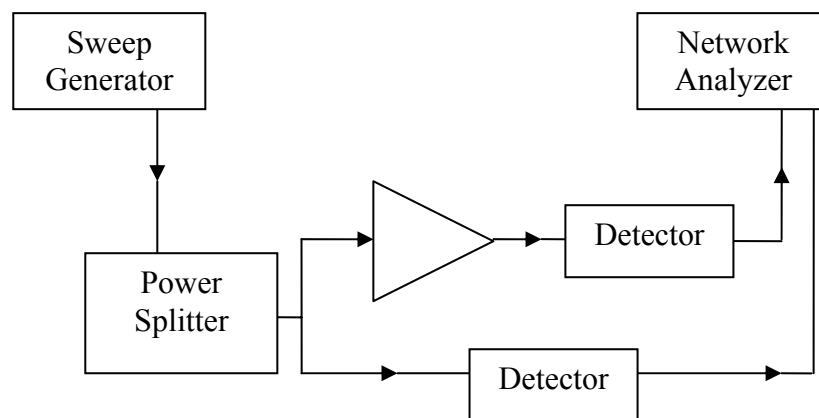 Sweep
Generator
Network
Analyzer
Detector
Power
Splitter
Detector